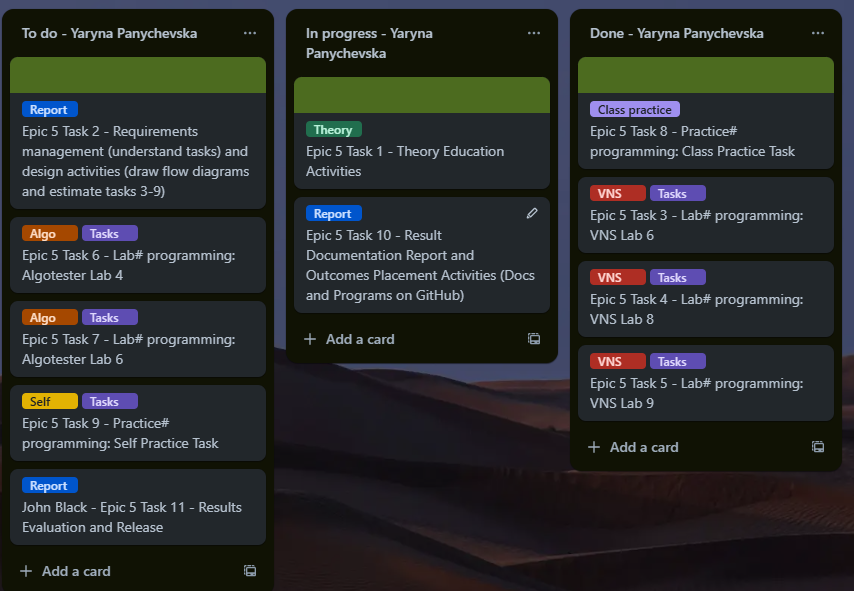 To do - Yaryna Panychevska
Report
Epic 5 Task 2 - Requirements
management (understand tasks) and
design activities (draw flow diagrams
and estimate tasks 3-9)
Algo Tasks
Epic 5 Task 6 - Lab# programming:
Algotester Lab 4
Algo Tasks
Epic 5 Task 7 - Lab# programming:
Algotester Lab 6
Self Tasks
Epic 5 Task 9 - Practice#
programming: Self Practice Task
Report
John Black - Epic 5 Task 11 - Results
Evaluation and Release
+ Add a card
In progress - Yaryna
Panychevska
Theory
Epic 5 Task 1 - Theory Education
Activities
Report
Epic 5 Task 10 - Result
Documentation Report and
Outcomes Placement Activities (Docs
and Programs on GitHub)
+ Add a card
Done - Yaryna Panychevska
Class practice
Epic 5 Task 8 - Practice#
programming: Class Practice Task
VNS Tasks
Epic 5 Task 3 - Lab# programming:
VNS Lab 6
VNS Tasks
Epic 5 Task 4 - Lab# programming:
VNS Lab 8
VNS Tasks
Epic 5 Task 5 - Lab# programming:
VNS Lab 9
+ Add a card